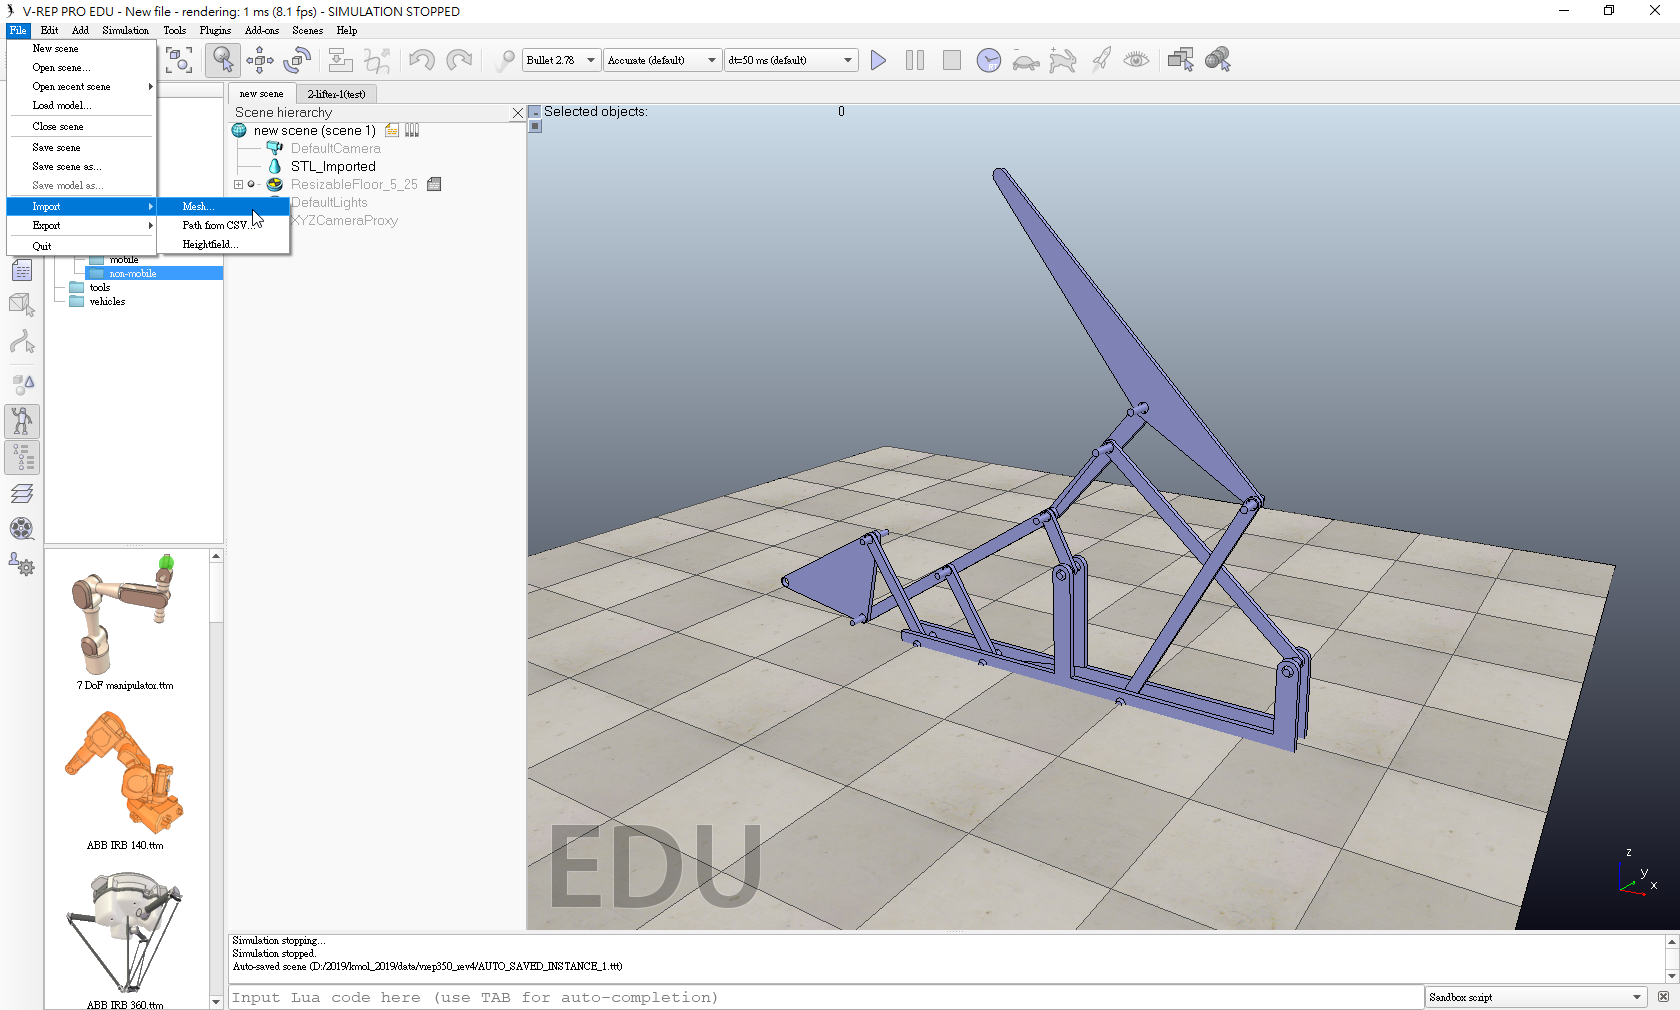 V-REP PRO EDU - New file - rendering: 1 ms (8.1 fps) - SIMULATION STOPPED
File Edit Add Simulation Tools Plugins Add-ons Scenes Help
New scene
Open scene...
Open recent scene
Load model...
Close scene
Save scene
Save scene as...
Save model as...
Import
Export
Quit
Mesh...
Path from CSV...
Heightfield...
Bullet 2.78
Accurate (default)
dt=50 ms (default)
new scene
2-lifter-1(test)
Scene hierarchy
new scene (scene 1)
DefaultCamera
STL_Imported
ResizableFloor_5_25
DefaultLights
XYZCameraProxy
Selected objects: 0
mobile
non-mobile
tools
vehicles
7 DoF manipulator.ttm
ABB IRB 140.ttm
ABB IRB 360.ttm
EDU
z
y
x
Simulation stopping...
Simulation stopped.
Auto-saved scene (D:/2019/kmol_2019/data/vrep350_rev4/AUTO_SAVED_INSTANCE_1.ttt)
Input Lua code here (use TAB for auto-completion)
Sandbox script